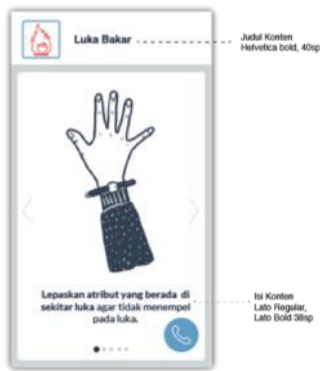 Luka Bakar
Judul Konten
Helvetica bold, 40sp
Lepaskan atribut yang berada di
sekitar luka agar tidak menempel
pada luka.
Isi Konten
Lato Regular,
Lato Bold 38sp